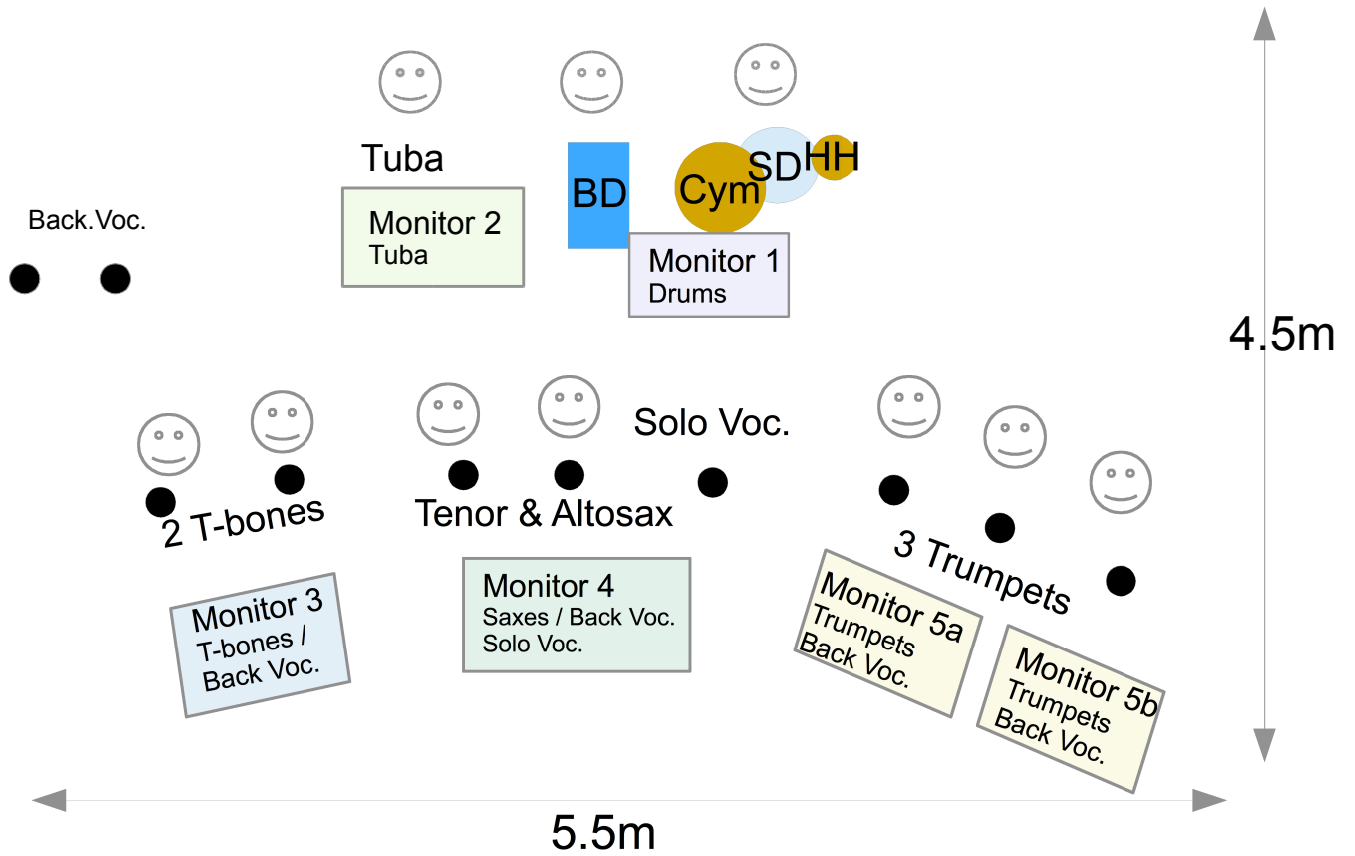 Tuba
BD
Cym
SD
HH
Back.Voc.
Monitor 2
Tuba
Monitor 1
Drums
4.5m
Solo Voc.
2 T-bones
Tenor & Altosax
3 Trumpets
Monitor 3
T-bones /
Back Voc.
Monitor 4
Saxes / Back Voc.
Solo Voc.
Monitor 5a
Trumpets
Back Voc.
Monitor 5b
Trumpets
Back Voc.
5.5m